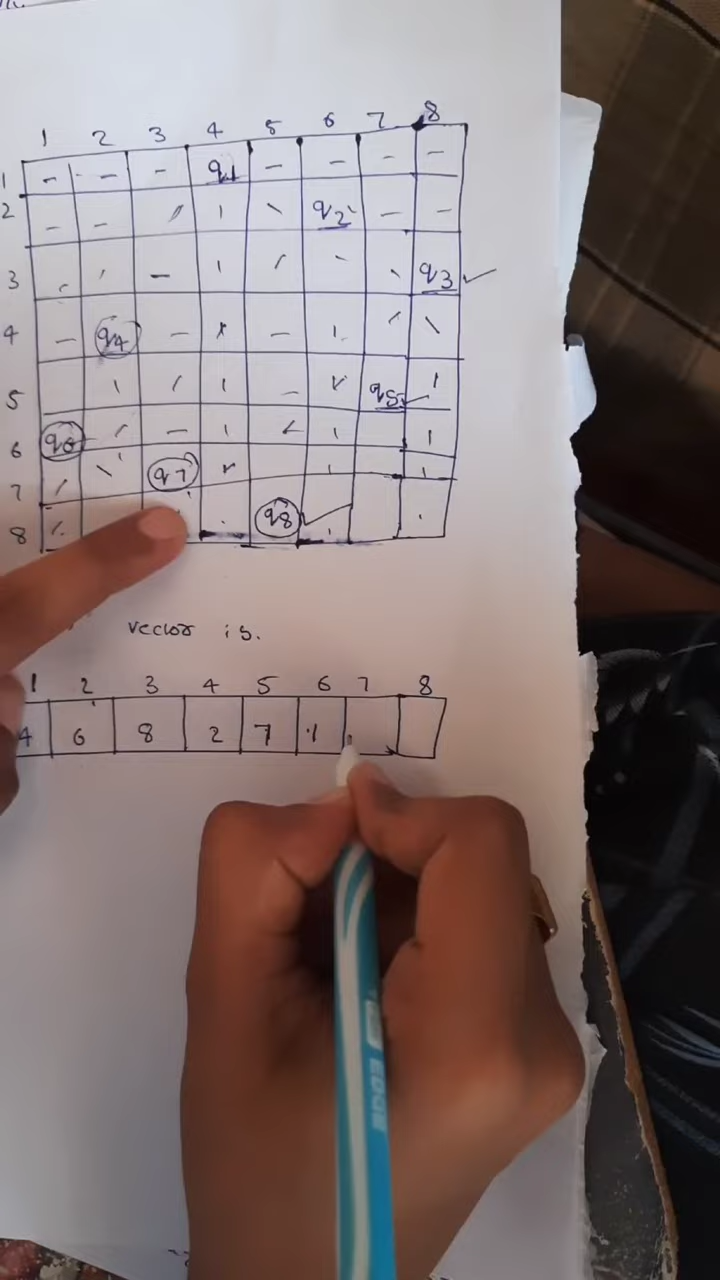 1 2 3 4 5 6 7 8
1 - - - q1 - - - -
2 - - / | \ q2 - -
3 - | q3
4 - q4 - - | \
5 | / | - q5 |
6 q6 - | |
7 q7
8 q8
vector is.
1 2 3 4 5 6 7 8
4 6 8 2 7 1
EDGE